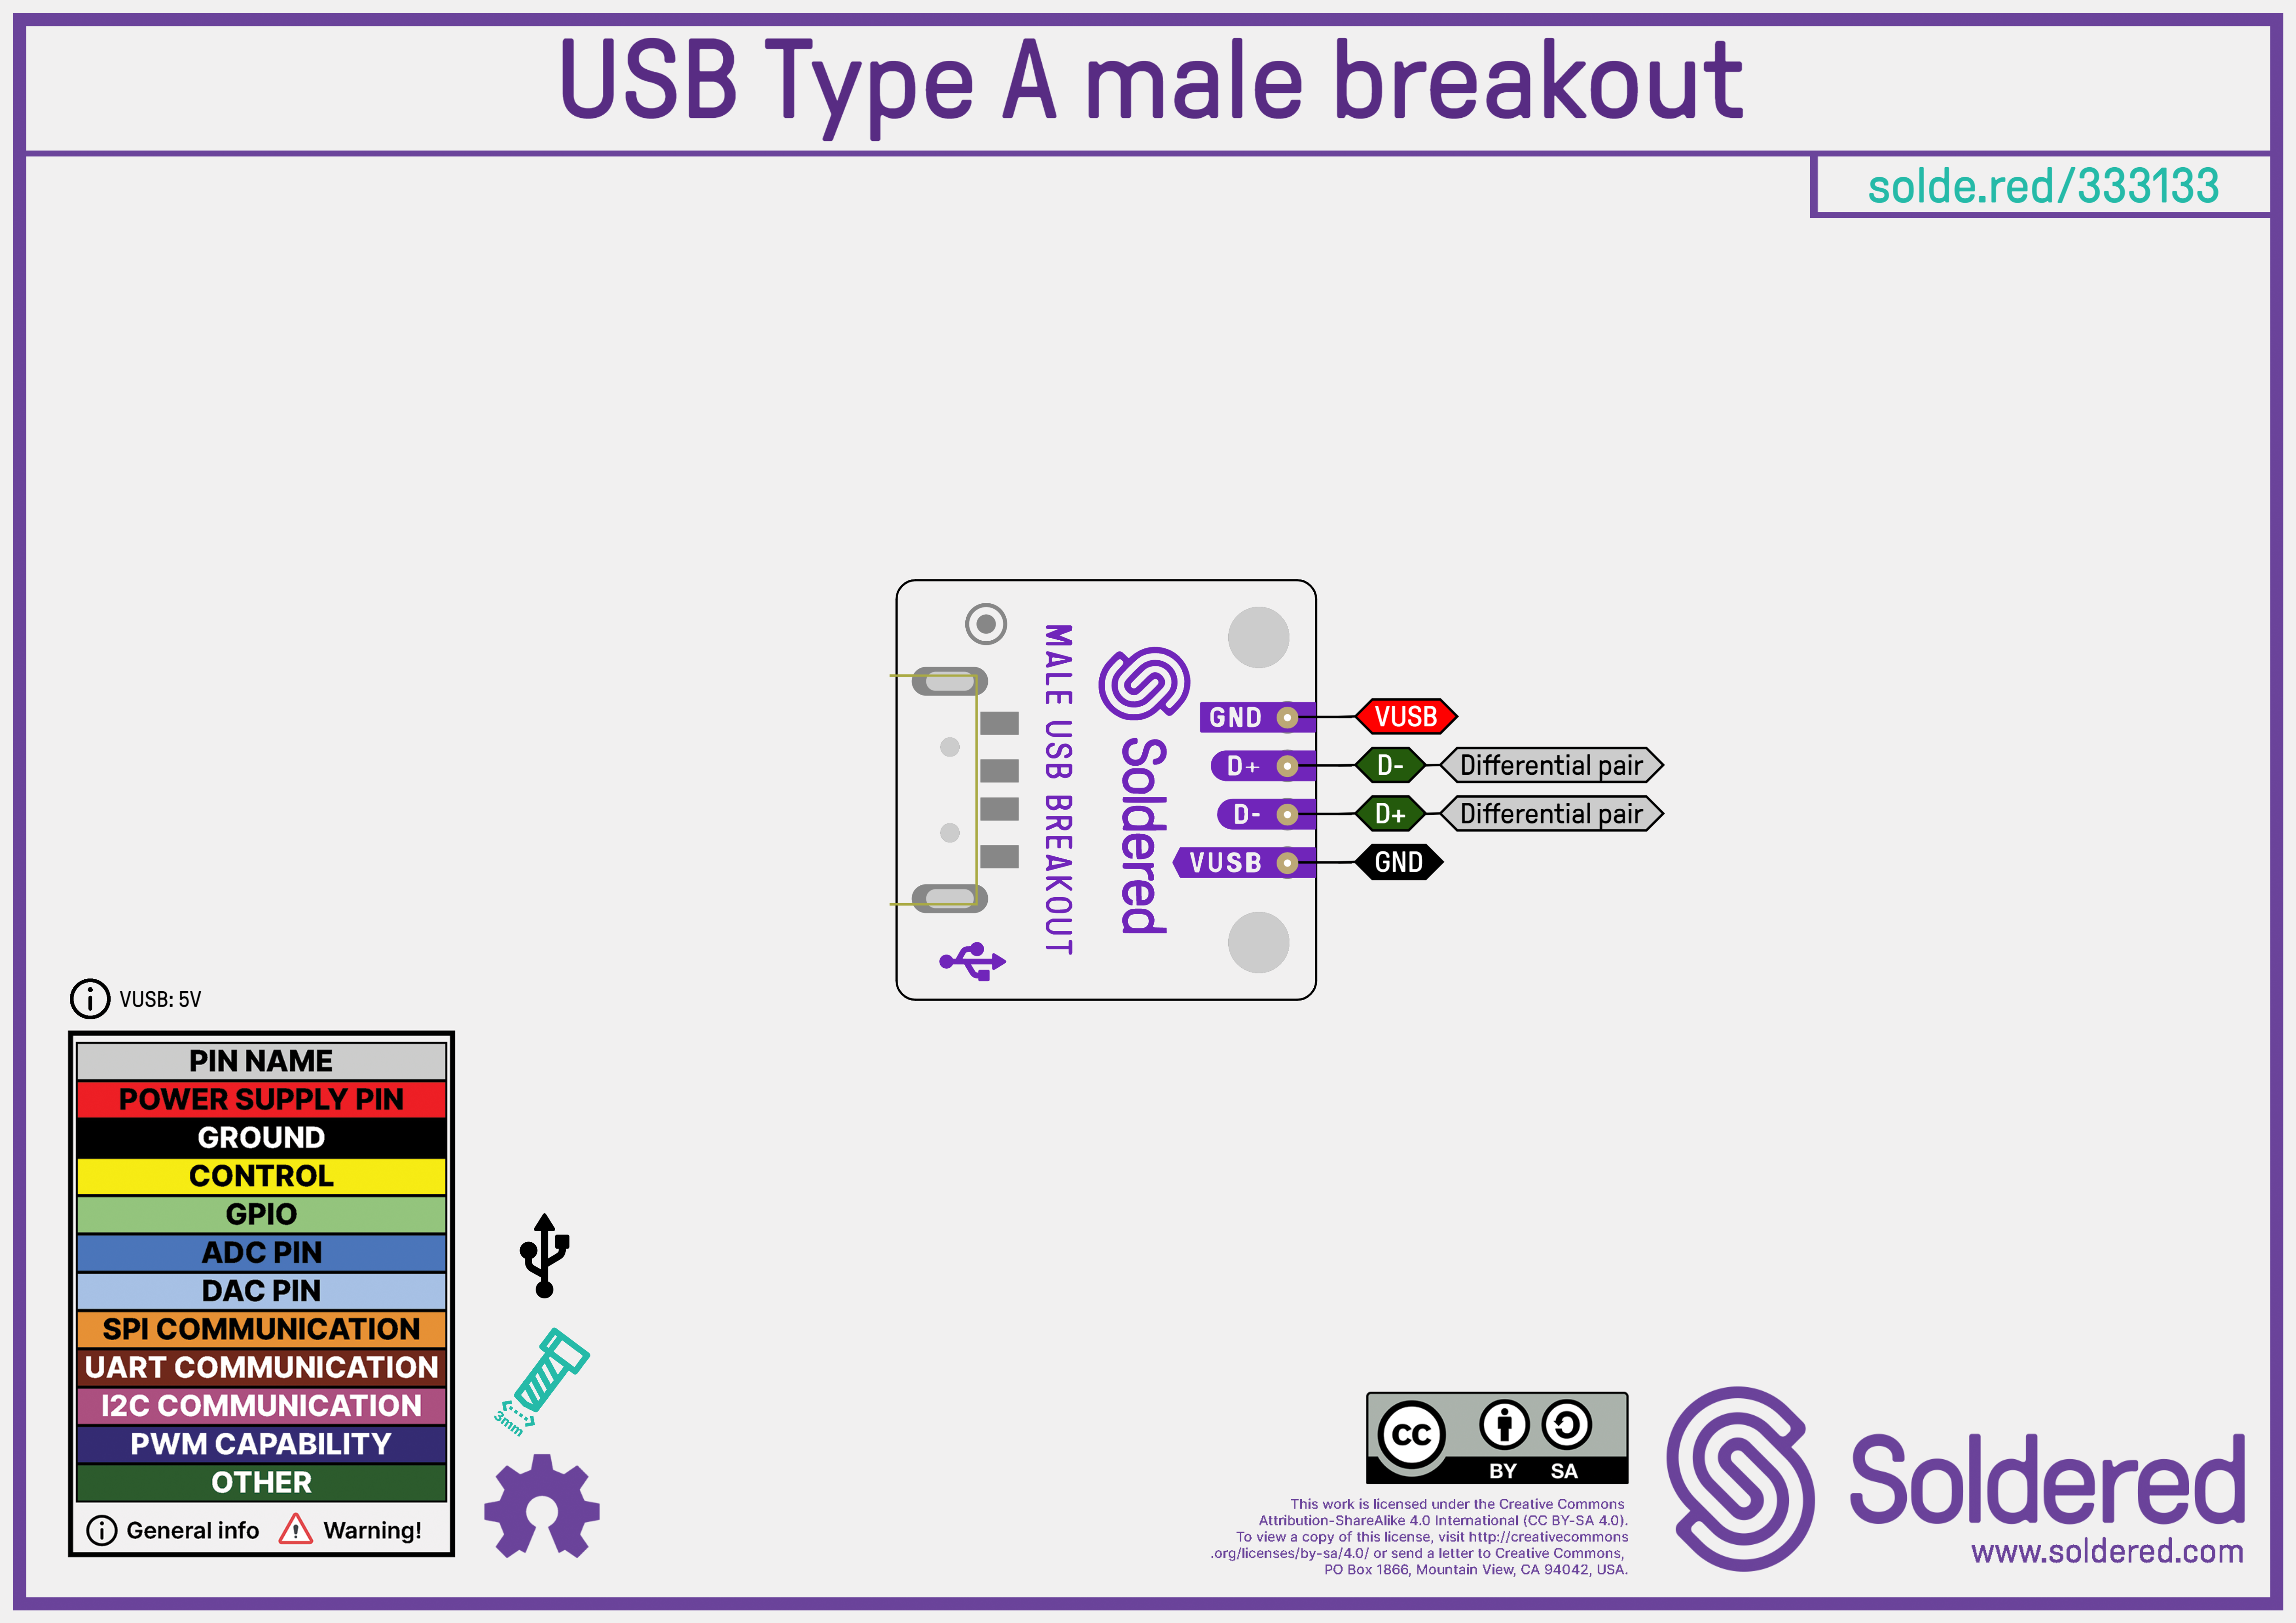 USB Type A male breakout
solde.red/333133
MALE USB BREAKOUT
Soldered
GND VUSB
D+ D- Differential pair
D- D+ Differential pair
VUSB GND
VUSB: 5V
PIN NAME
POWER SUPPLY PIN
GROUND
CONTROL
GPIO
ADC PIN
DAC PIN
SPI COMMUNICATION
UART COMMUNICATION
I2C COMMUNICATION
PWM CAPABILITY
OTHER
General info Warning!
3mm
CC
BY SA
This work is licensed under the Creative Commons
Attribution-ShareAlike 4.0 International (CC BY-SA 4.0).
To view a copy of this license, visit http://creativecommons
.org/licenses/by-sa/4.0/ or send a letter to Creative Commons,
PO Box 1866, Mountain View, CA 94042, USA.
Soldered
www.soldered.com